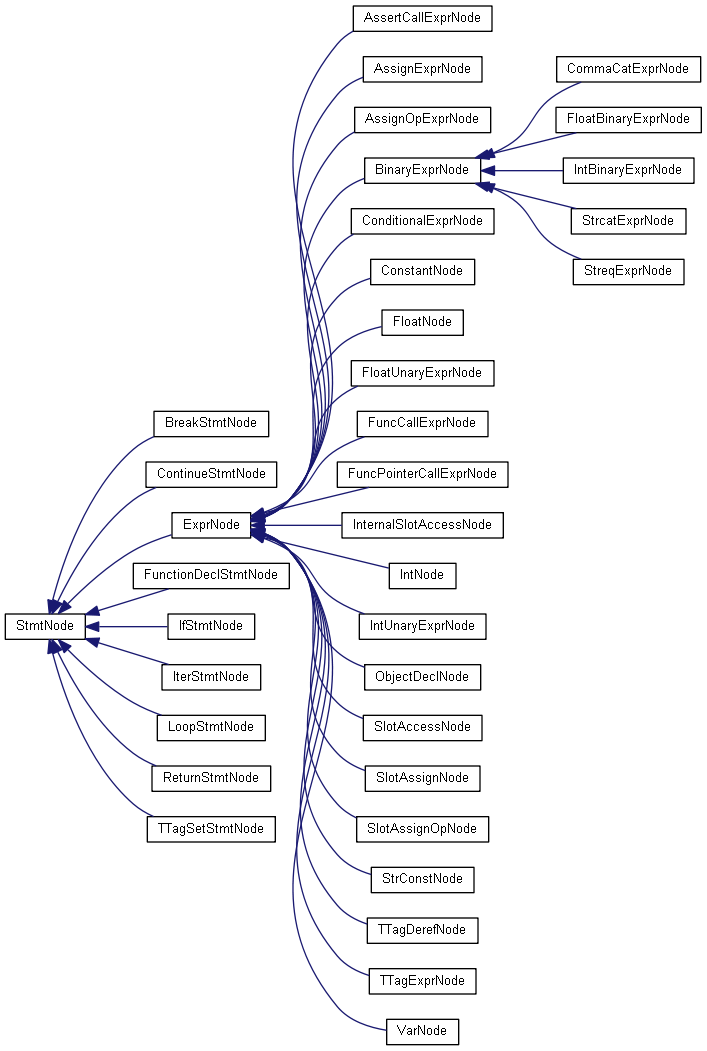 AssertCallExprNode
AssignExprNode
CommaCatExprNode
AssignOpExprNode
FloatBinaryExprNode
BinaryExprNode
IntBinaryExprNode
ConditionalExprNode
StrcatExprNode
ConstantNode
StreqExprNode
FloatNode
FloatUnaryExprNode
BreakStmtNode
FuncCallExprNode
ContinueStmtNode
FuncPointerCallExprNode
ExprNode
InternalSlotAccessNode
FunctionDeclStmtNode
IntNode
StmtNode
IfStmtNode
IntUnaryExprNode
IterStmtNode
ObjectDeclNode
LoopStmtNode
SlotAccessNode
ReturnStmtNode
SlotAssignNode
TTagSetStmtNode
SlotAssignOpNode
StrConstNode
TTagDerefNode
TTagExprNode
VarNode